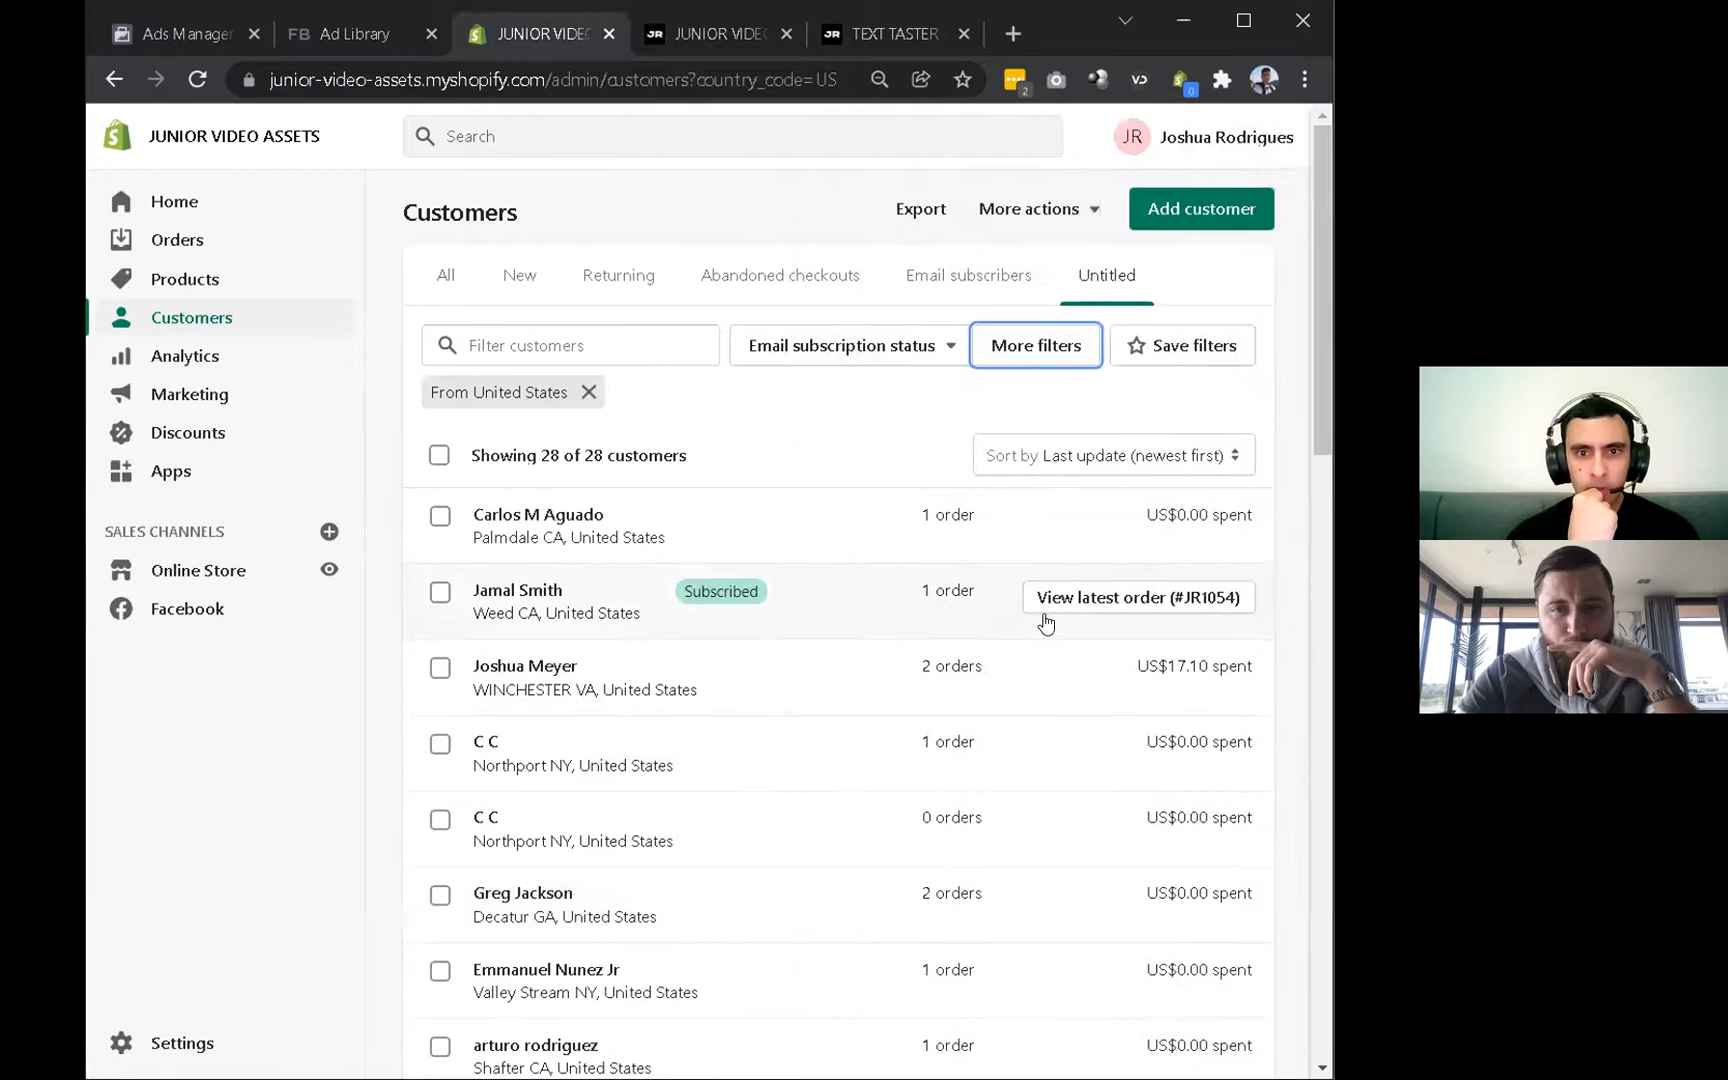 Ads Manager
FB Ad Library
JUNIOR VIDE
JR JUNIOR VIDE
JR TEXT TASTER
junior-video-assets.myshopify.com/admin/customers?country_code=US
2
VD
0
JUNIOR VIDEO ASSETS
Search
JR Joshua Rodrigues
Home
Orders
Products
Customers
Analytics
Marketing
Discounts
Apps
SALES CHANNELS
Online Store
Facebook
Settings
Customers
Export More actions Add customer
All New Returning Abandoned checkouts Email subscribers Untitled
Filter customers Email subscription status More filters Save filters
From United States
Showing 28 of 28 customers Sort by Last update (newest first)
Carlos M Aguado 1 order US$0.00 spent
Palmdale CA, United States
Jamal Smith Subscribed 1 order View latest order (#JR1054)
Weed CA, United States
Joshua Meyer 2 orders US$17.10 spent
WINCHESTER VA, United States
C C 1 order US$0.00 spent
Northport NY, United States
C C 0 orders US$0.00 spent
Northport NY, United States
Greg Jackson 2 orders US$0.00 spent
Decatur GA, United States
Emmanuel Nunez Jr 1 order US$0.00 spent
Valley Stream NY, United States
arturo rodriguez 1 order US$0.00 spent
Shafter CA, United States